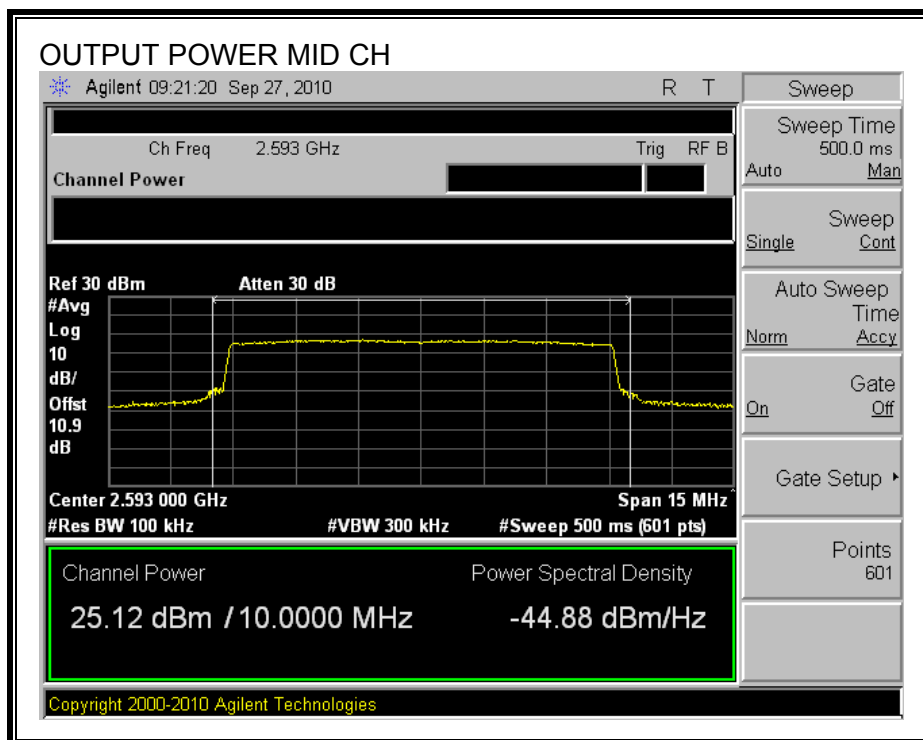 OUTPUT POWER MID CH
Agilent 09:21:20 Sep 27, 2010 R T
Ch Freq 2.593 GHz Trig RF B
Channel Power
Ref 30 dBm Atten 30 dB
#Avg
Log
10
dB/
Offst
10.9
dB
Center 2.593 000 GHz Span 15 MHz^
#Res BW 100 kHz #VBW 300 kHz #Sweep 500 ms (601 pts)
Channel Power Power Spectral Density
25.12 dBm / 10.0000 MHz -44.88 dBm/Hz
Copyright 2000-2010 Agilent Technologies
Sweep
Sweep Time
500.0 ms
Auto Man
Sweep
Single Cont
Auto Sweep
Time
Norm Accy
Gate
On Off
Gate Setup
Points
601